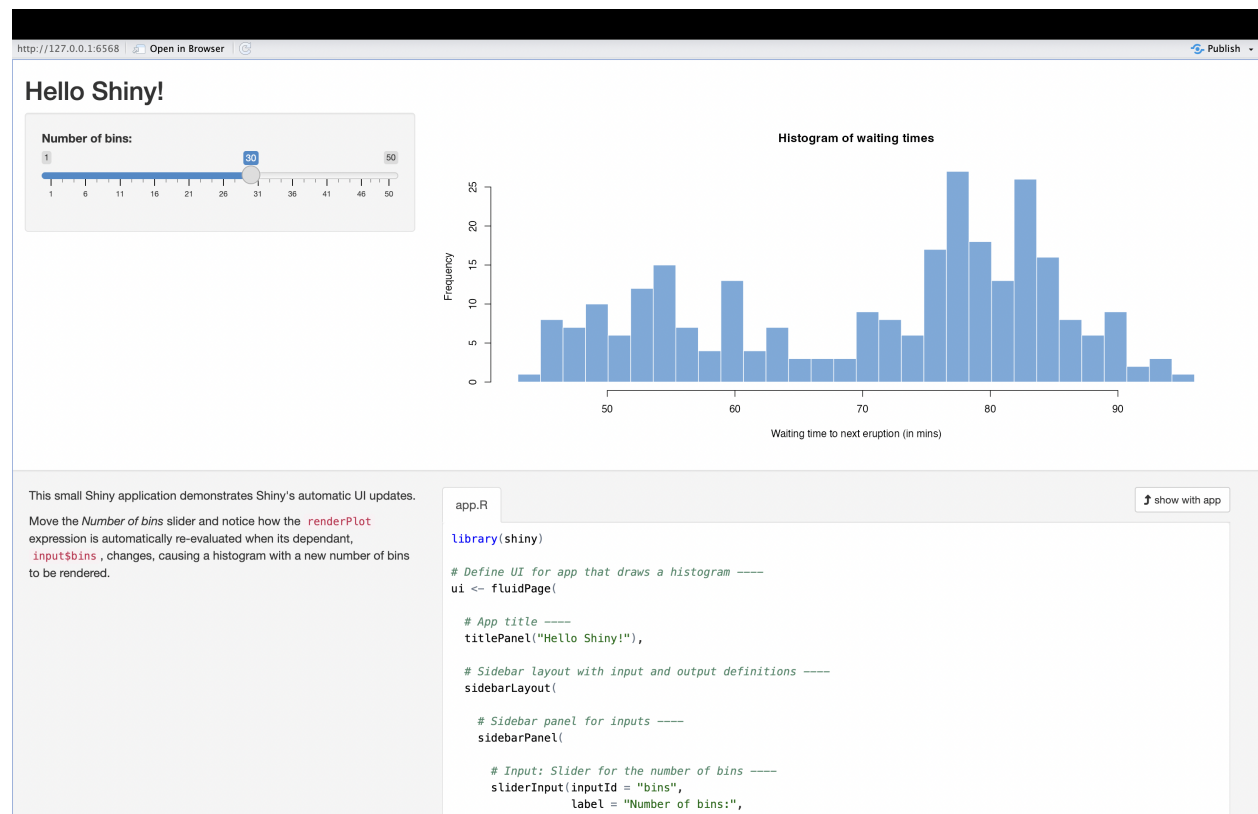 http://127.0.0.1:6568 Open in Browser Publish
Hello Shiny!
Number of bins:
1 30 50
1 6 11 16 21 26 31 36 41 46 50
Histogram of waiting times
Frequency
25
20
15
10
5
0
50 60 70 80 90
Waiting time to next eruption (in mins)
This small Shiny application demonstrates Shiny's automatic UI updates.
Move the Number of bins slider and notice how the renderPlot
expression is automatically re-evaluated when its dependant,
input$bins , changes, causing a histogram with a new number of bins
to be rendered.
app.R
show with app
library(shiny)
# Define UI for app that draws a histogram ----
ui <- fluidPage(
# App title ----
titlePanel("Hello Shiny!"),
# Sidebar layout with input and output definitions ----
sidebarLayout(
# Sidebar panel for inputs ----
sidebarPanel(
# Input: Slider for the number of bins ----
sliderInput(inputId = "bins",
label = "Number of bins:",